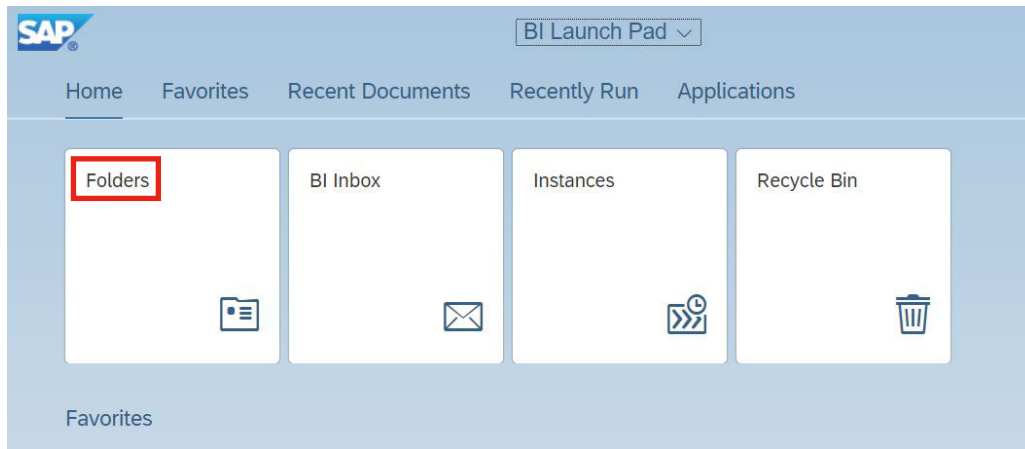 SAP®
BI Launch Pad
Home Favorites Recent Documents Recently Run Applications
Folders BI Inbox Instances Recycle Bin
Favorites